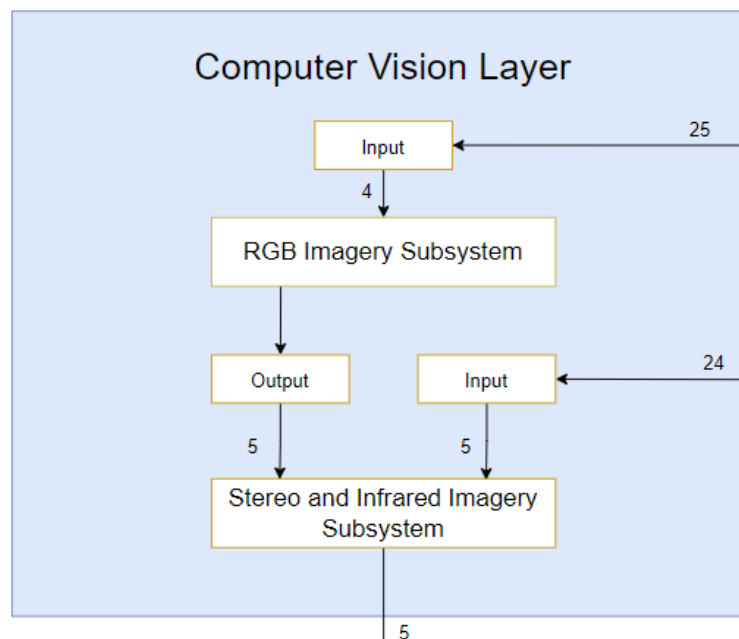 Computer Vision Layer
25
Input
4
RGB Imagery Subsystem
24
Output
Input
5
5
Stereo and Infrared Imagery
Subsystem
5